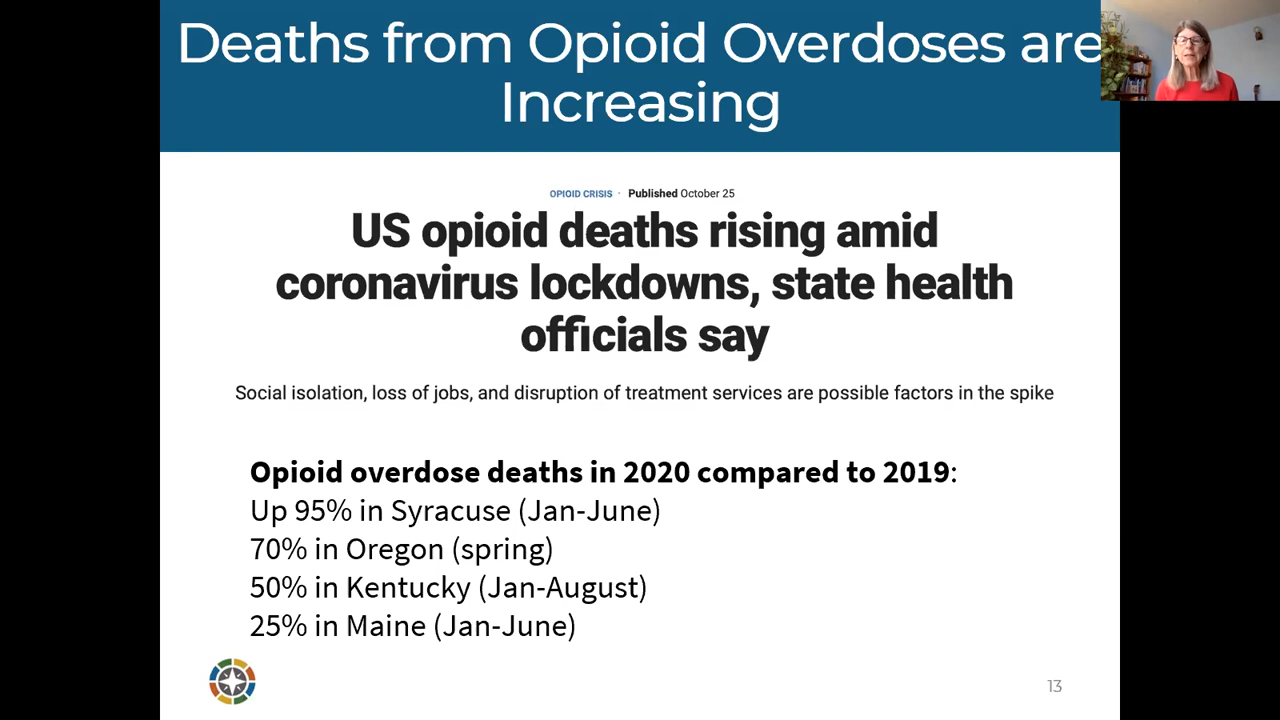 Deaths from Opioid Overdoses are
Increasing
OPIOID CRISIS · Published October 25
US opioid deaths rising amid
coronavirus lockdowns, state health
officials say
Social isolation, loss of jobs, and disruption of treatment services are possible factors in the spike
Opioid overdose deaths in 2020 compared to 2019:
Up 95% in Syracuse (Jan-June)
70% in Oregon (spring)
50% in Kentucky (Jan-August)
25% in Maine (Jan-June)
13